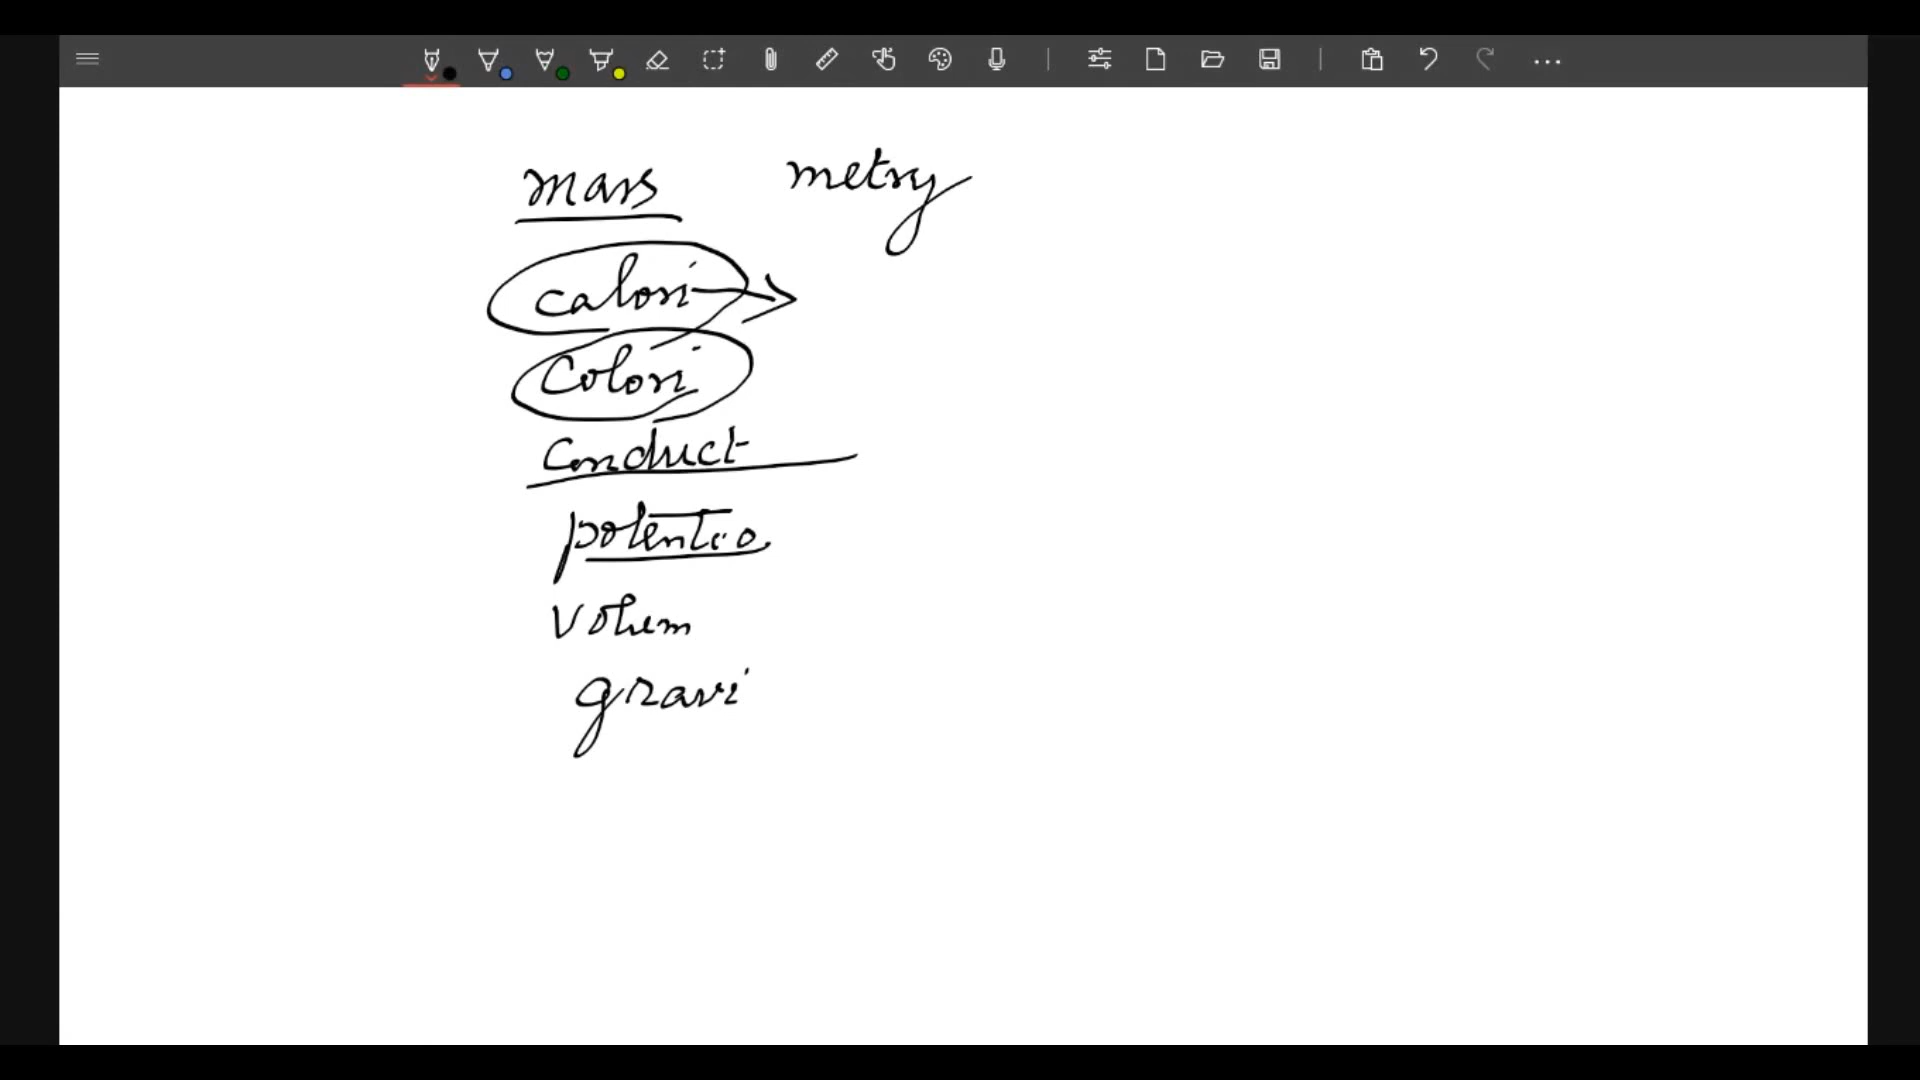 mass metry
calori
Colori
Conduct
potentio
Volum
gravi